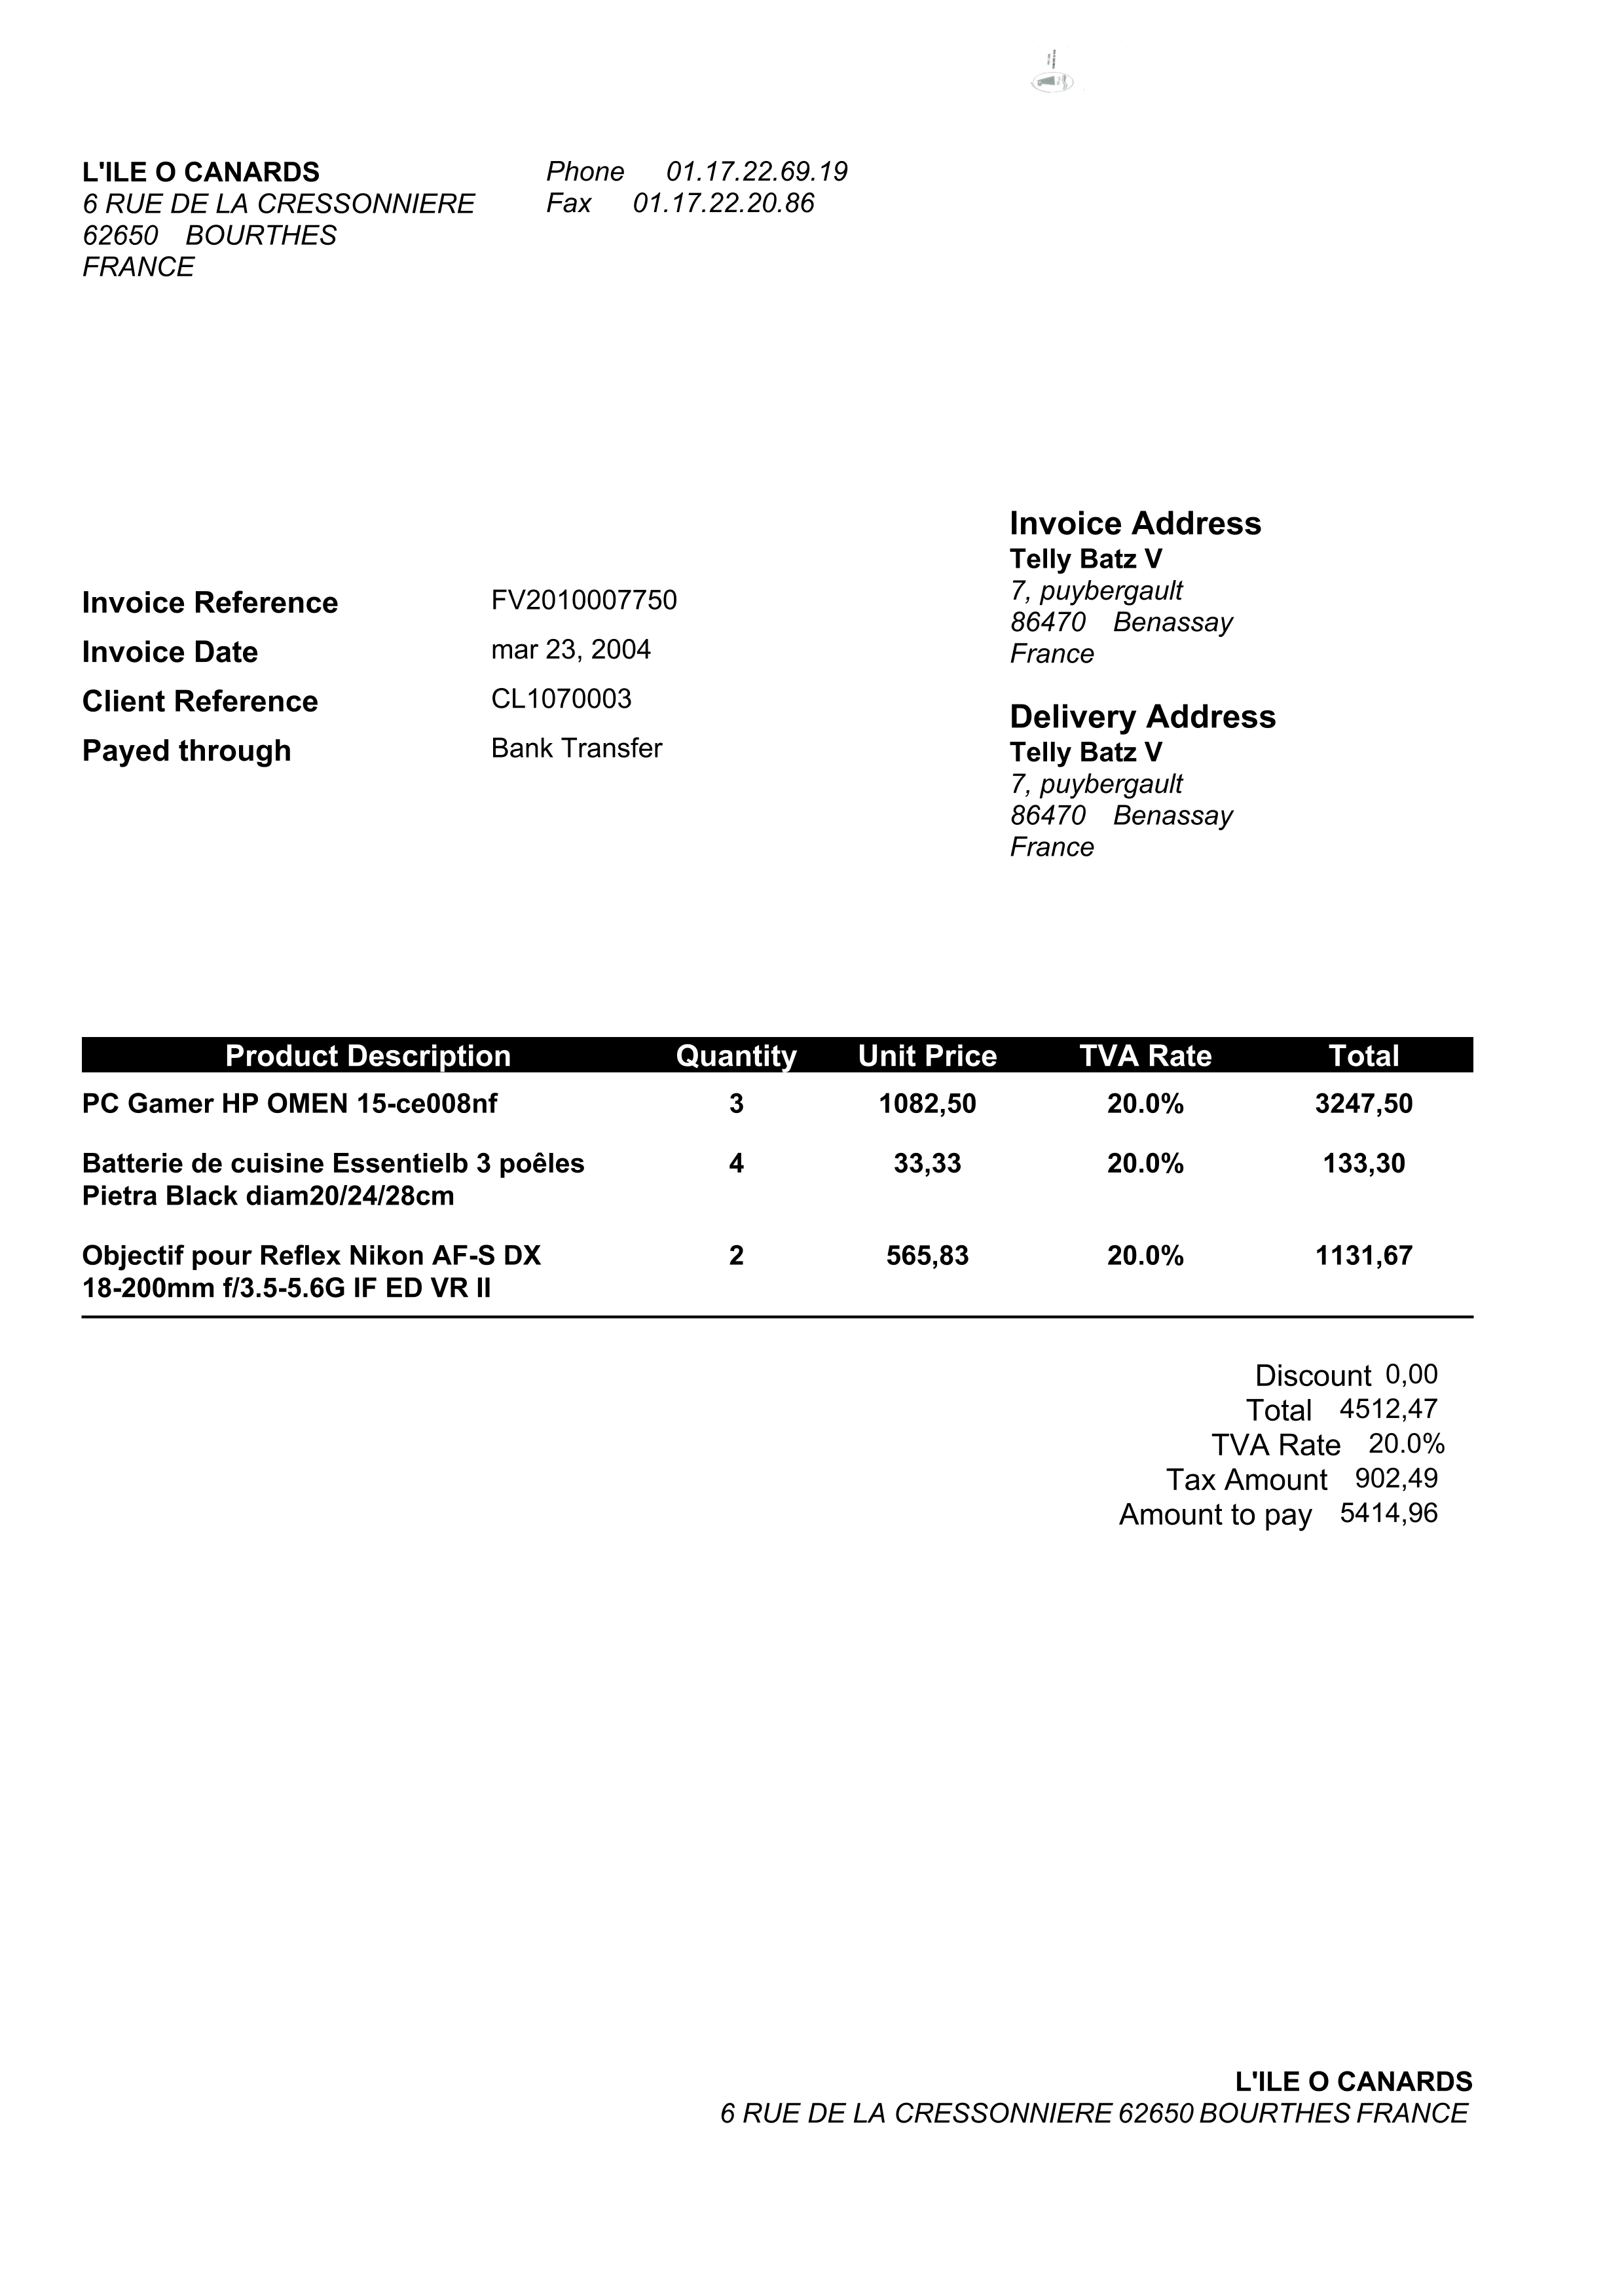 L'ILE O CANARDS
6 RUE DE LA CRESSONNIERE
62650 BOURTHES
FRANCE
Phone 01.17.22.69.19
Fax 01.17.22.20.86
Invoice Reference FV2010007750
Invoice Date mar 23, 2004
Client Reference CL1070003
Payed through Bank Transfer
Invoice Address
Telly Batz V
7, puybergault
86470 Benassay
France
Delivery Address
Telly Batz V
7, puybergault
86470 Benassay
France
Product Description Quantity Unit Price TVA Rate Total
PC Gamer HP OMEN 15-ce008nf 3 1082,50 20.0% 3247,50
Batterie de cuisine Essentielb 3 poêles 4 33,33 20.0% 133,30
Pietra Black diam20/24/28cm
Objectif pour Reflex Nikon AF-S DX 2 565,83 20.0% 1131,67
18-200mm f/3.5-5.6G IF ED VR II
Discount 0,00
Total 4512,47
TVA Rate 20.0%
Tax Amount 902,49
Amount to pay 5414,96
L'ILE O CANARDS
6 RUE DE LA CRESSONNIERE 62650 BOURTHES FRANCE